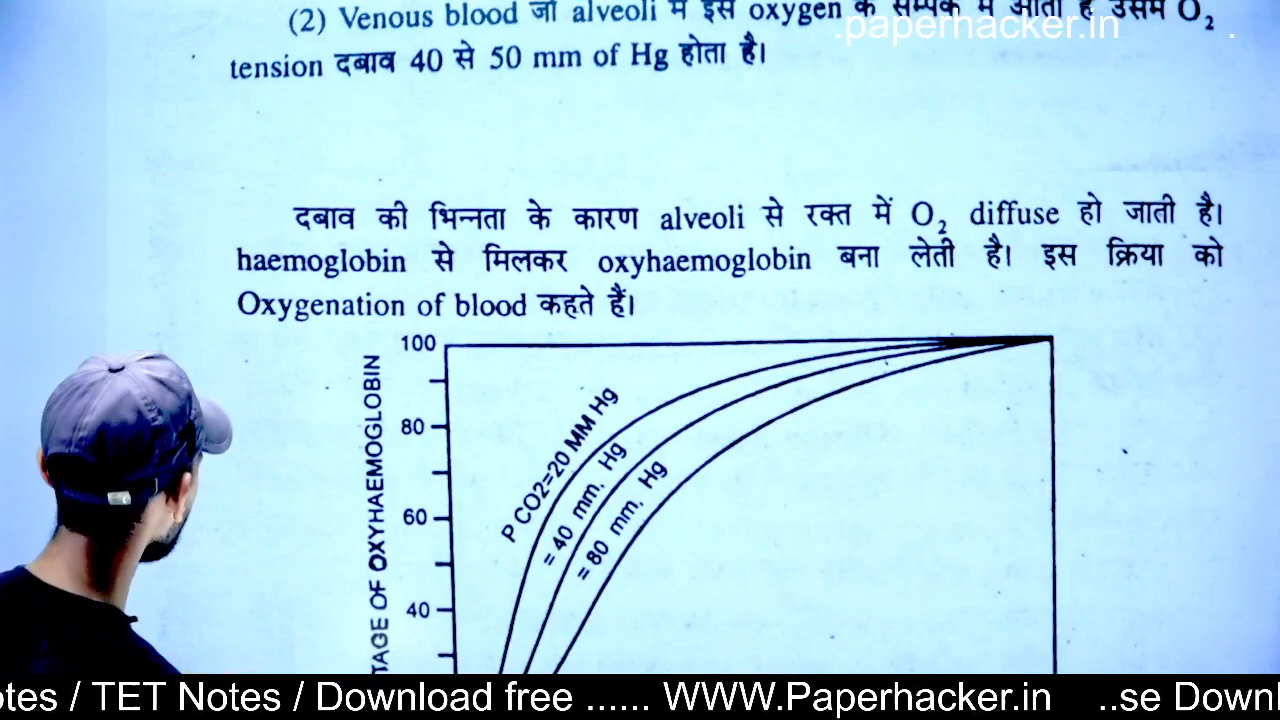 (2) Venous blood जो alveoli में इस oxygen के सम्पर्क में आता है उसमें O₂
.paperhacker.in .
tension दबाव 40 से 50 mm of Hg होता है।
दबाव की भिन्नता के कारण alveoli से रक्त में O₂ diffuse हो जाती है।
haemoglobin से मिलकर oxyhaemoglobin बना लेती है। इस क्रिया को
Oxygenation of blood कहते हैं।
100
80
60
40
TAGE OF OXYHAEMOGLOBIN
P CO2=20 MM Hg
= 40 mm. Hg
= 80 mm. Hg
otes / TET Notes / Download free ...... WWW.Paperhacker.in ..se Down